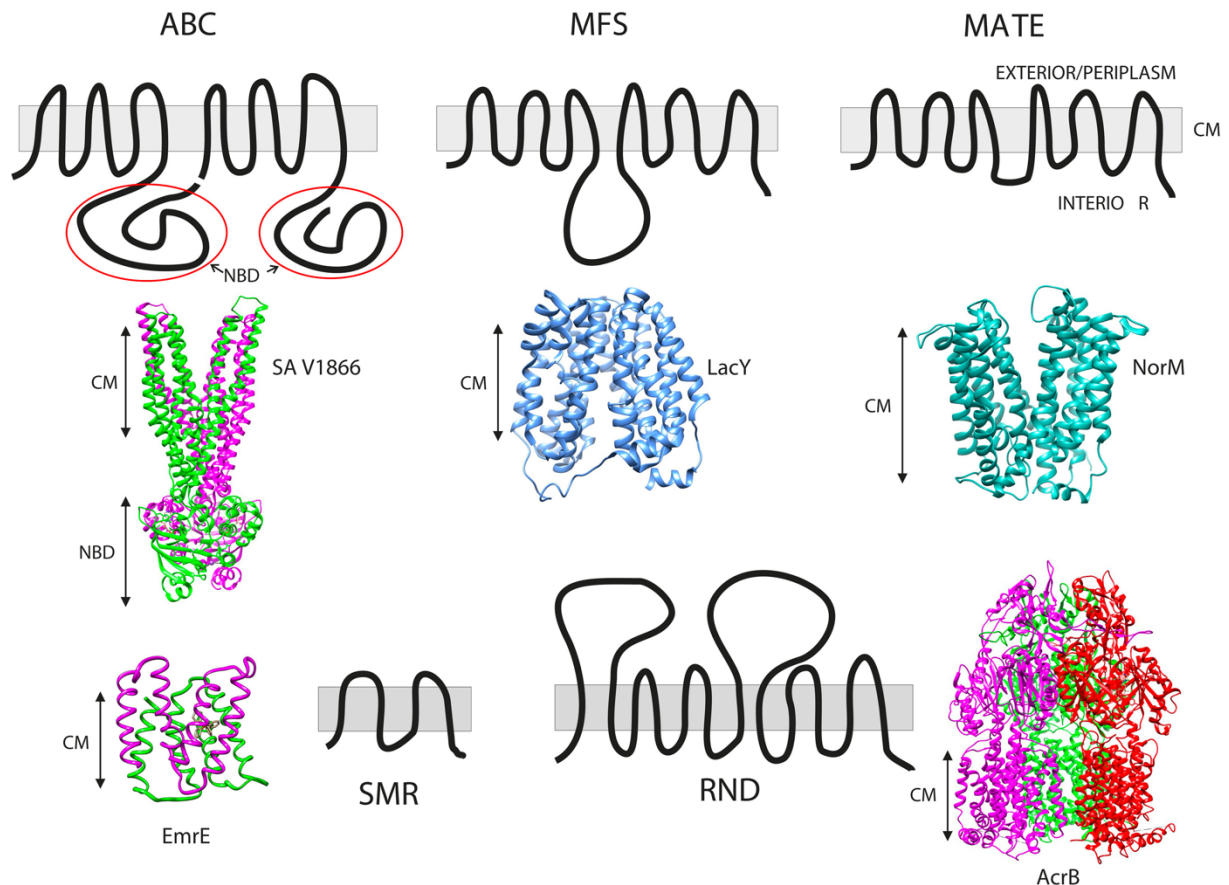 ABC
MFS
MATE
EXTERIOR/PERIPLASM
CM
INTERIO R
NBD
CM
SA V1866
CM
LacY
CM
NorM
NBD
CM
EmrE
SMR
RND
CM
AcrB